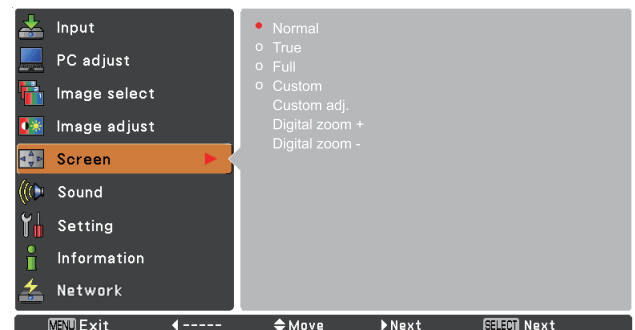 Input
PC adjust
Image select
Image adjust
Screen
Sound
Setting
Information
Network
Normal
o True
o Full
o Custom
Custom adj.
Digital zoom +
Digital zoom -
MENU Exit
-----
Move
Next
SELECT Next